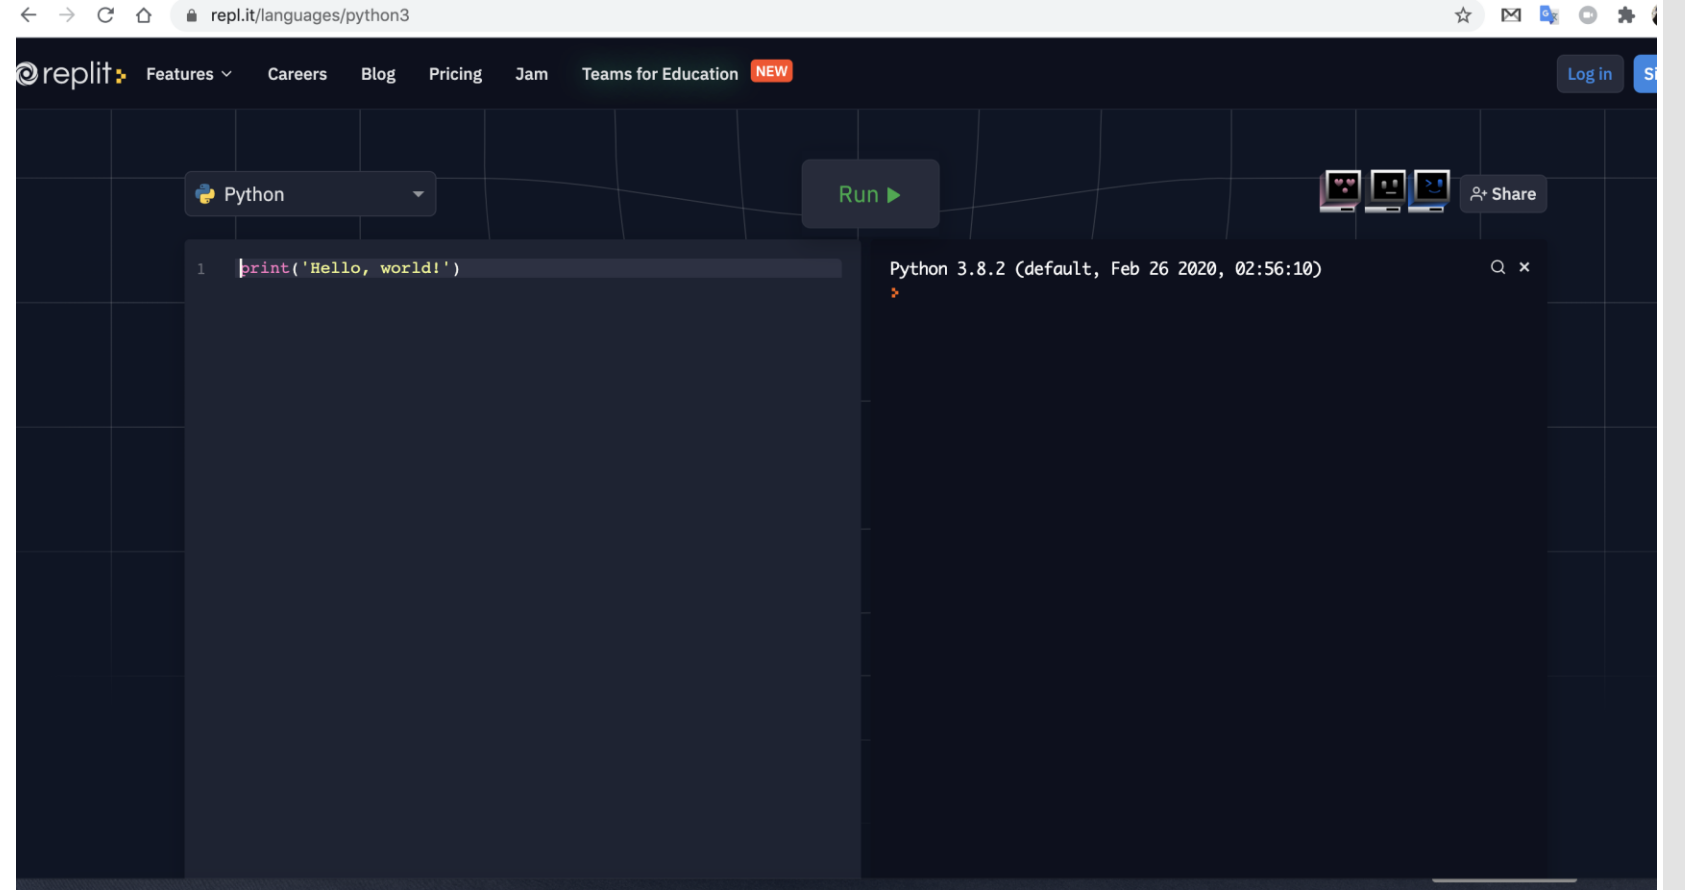 repl.it/languages/python3
replit Features Careers Blog Pricing Jam Teams for Education NEW Log in
Python
Run
Share
1 print('Hello, world!')
Python 3.8.2 (default, Feb 26 2020, 02:56:10)